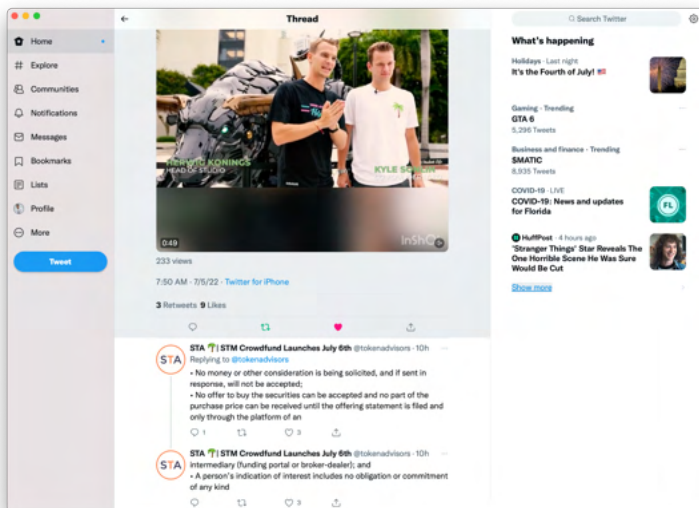 Home
Explore
Communities
Notifications
Messages
Bookmarks
Lists
Profile
More
Tweet
Thread
HERWIG KONINGS
HEAD OF STUDIO
KYLE
0:49
InSh
233 views
7:50 AM · 7/5/22 · Twitter for iPhone
3 Retweets 9 Likes
STA 🌴| STM Crowdfund Launches July 6th @tokenadvisors · 10h
STA
Replying to @tokenadvisors
• No money or other consideration is being solicited, and if sent in
response, will not be accepted;
• No offer to buy the securities can be accepted and no part of the
purchase price can be received until the offering statement is filed and
only through the platform of an
1
3
STA 🌴| STM Crowdfund Launches July 6th @tokenadvisors · 10h
STA
intermediary (funding portal or broker-dealer); and
• A person's indication of interest includes no obligation or commitment
of any kind
3
Search Twitter
What's happening
Holidays · Last night
It's the Fourth of July! 🇺🇸
Gaming · Trending
GTA 6
5,296 Tweets
Business and finance · Trending
$MATIC
8,935 Tweets
COVID-19 · LIVE
COVID-19: News and updates
for Florida
FL
HuffPost · 4 hours ago
'Stranger Things' Star Reveals The
One Horrible Scene He Was Sure
Would Be Cut
Show more